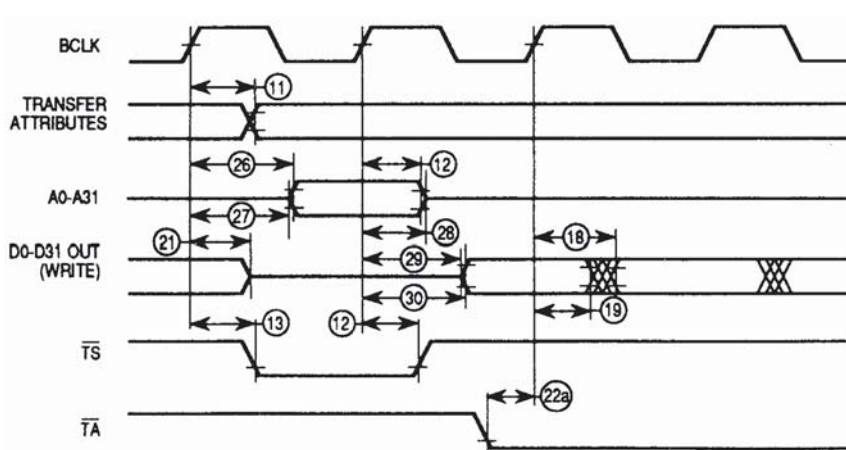 BCLK
11
TRANSFER
ATTRIBUTES
26
12
A0-A31
27
28
21
18
D0-D31 OUT
(WRITE)
29
30
19
13
12
TS
22a
TA